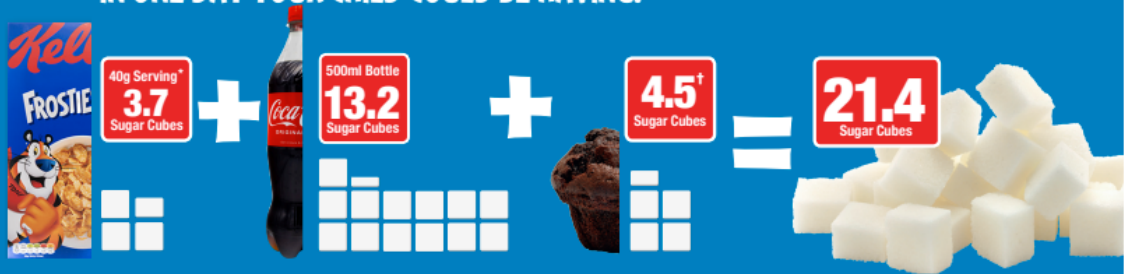 Kell
FROSTIE
40g Serving*
3.7
Sugar Cubes
+
Coca
ORIGINA
500ml Bottle
13.2
Sugar Cubes
+
4.5†
Sugar Cubes
=
21.4
Sugar Cubes